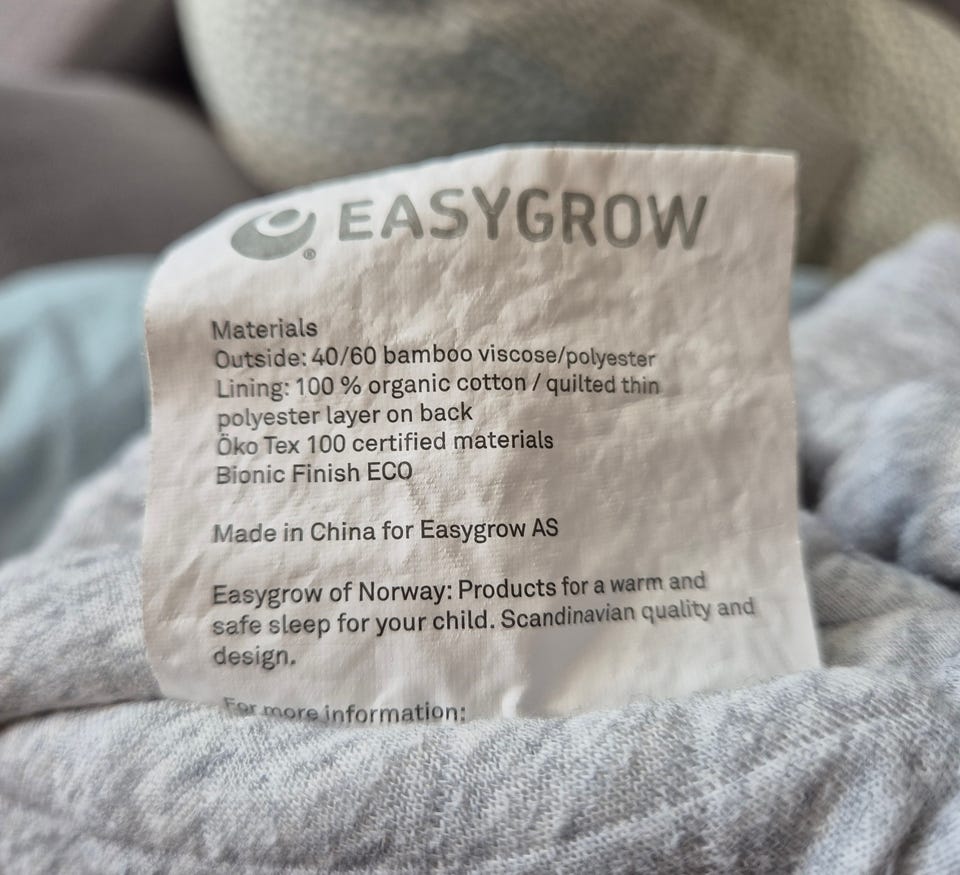 EASYGROW
®
Materials
Outside: 40/60 bamboo viscose/polyester
Lining: 100 % organic cotton / quilted thin
polyester layer on back
Öko Tex 100 certified materials
Bionic Finish ECO
Made in China for Easygrow AS
Easygrow of Norway: Products for a warm and
safe sleep for your child. Scandinavian quality and
design.
For more information: